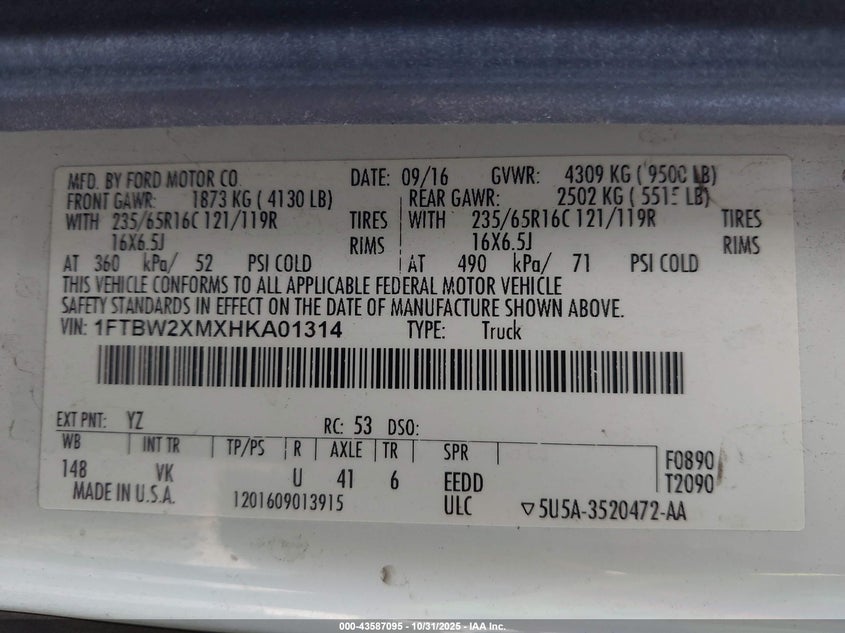 MFD. BY FORD MOTOR CO. DATE: 09/16 GVWR: 4309 KG ( 9500 LB)
FRONT GAWR: 1873 KG ( 4130 LB) REAR GAWR: 2502 KG ( 5515 LB)
WITH 235/65R16C 121/119R TIRES WITH 235/65R16C 121/119R TIRES
16X6.5J RIMS 16X6.5J RIMS
AT 360 kPa/ 52 PSI COLD AT 490 kPa/ 71 PSI COLD
THIS VEHICLE CONFORMS TO ALL APPLICABLE FEDERAL MOTOR VEHICLE
SAFETY STANDARDS IN EFFECT ON THE DATE OF MANUFACTURE SHOWN ABOVE.
VIN: 1FTBW2XMXHKA01314 TYPE: Truck
EXT PNT: YZ RC: 53 DSO:
WB INT TR TP/PS R AXLE TR SPR
148 VK U 41 6 EEDD F0890
T2090
MADE IN U.S.A. 1201609013915 ULC ▽5U5A-3520472-AA
000-43587095 - 10/31/2025 - IAA Inc.